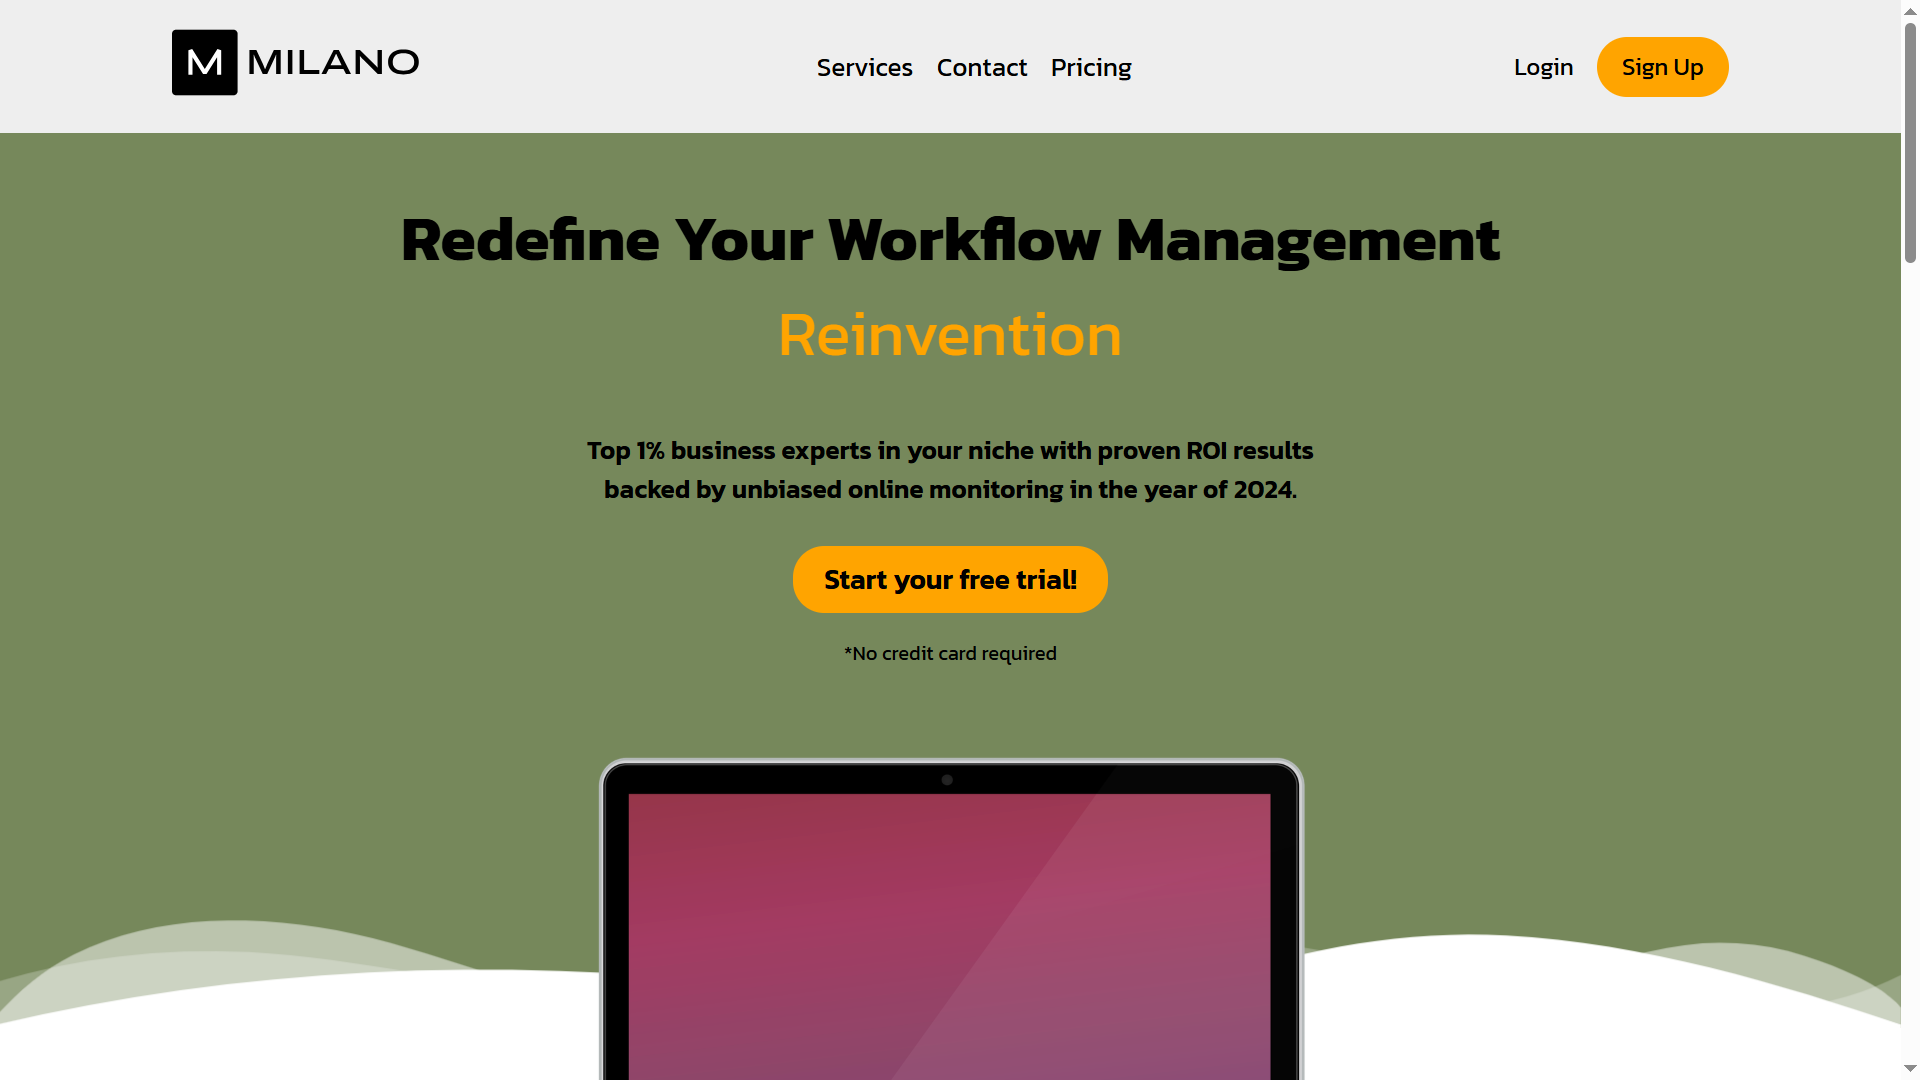 M MILANO
Services Contact Pricing
Login Sign Up
Redefine Your Workflow Management
Reinvention
Top 1% business experts in your niche with proven ROI results
backed by unbiased online monitoring in the year of 2024.
Start your free trial!
*No credit card required